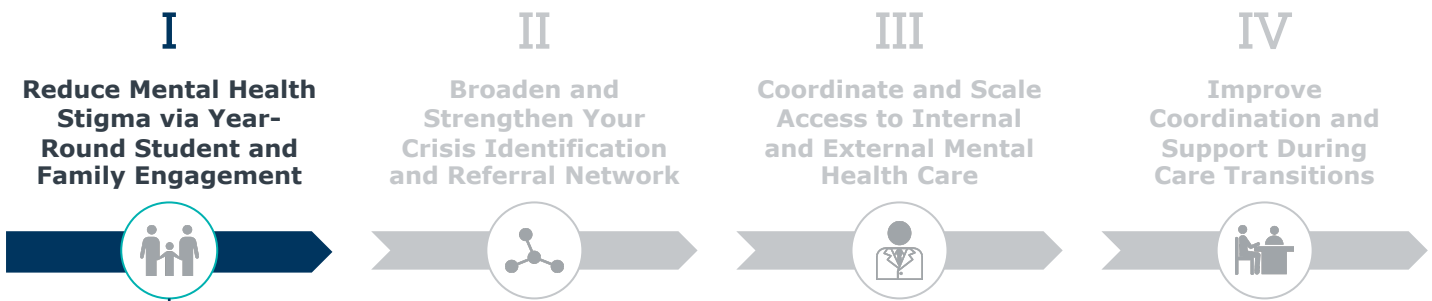 I
Reduce Mental Health
Stigma via Year-
Round Student and
Family Engagement
II
Broaden and
Strengthen Your
Crisis Identification
and Referral Network
III
Coordinate and Scale
Access to Internal
and External Mental
Health Care
IV
Improve
Coordination and
Support During
Care Transitions